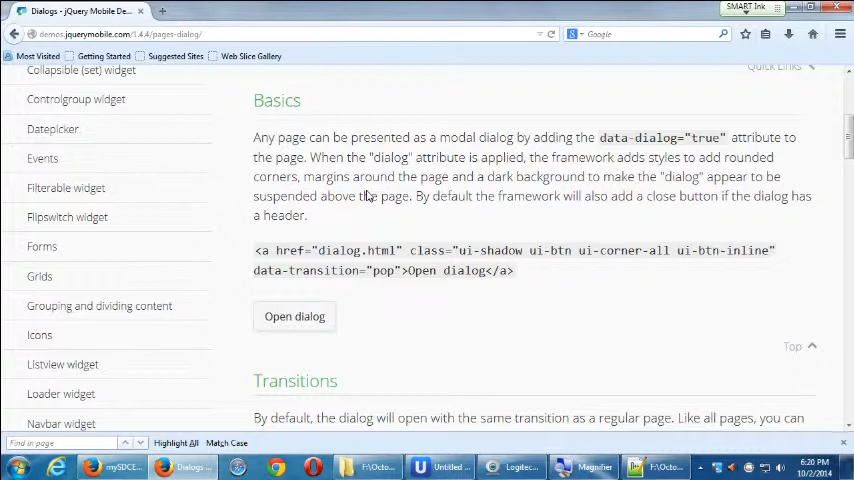 Dialogs - jQuery Mobile De...
SMART Ink
demos.jquerymobile.com/1.4.4/pages-dialog/
Google
Most Visited
Getting Started
Suggested Sites
Web Slice Gallery
Collapsible (set) widget
Controlgroup widget
Datepicker
Events
Filterable widget
Flipswitch widget
Forms
Grids
Grouping and dividing content
Icons
Listview widget
Loader widget
Navbar widget
Quick Links
Basics
Any page can be presented as a modal dialog by adding the data-dialog="true" attribute to
the page. When the "dialog" attribute is applied, the framework adds styles to add rounded
corners, margins around the page and a dark background to make the "dialog" appear to be
suspended above the page. By default the framework will also add a close button if the dialog has
a header.
<a href="dialog.html" class="ui-shadow ui-btn ui-corner-all ui-btn-inline"
data-transition="pop">Open dialog</a>
Open dialog
Top
Transitions
By default, the dialog will open with the same transition as a regular page. Like all pages, you can
Find in page
Highlight All
Match Case
mySDCE...
Dialogs ...
F:\Octo...
Untitled ...
Logitec...
Magnifier
F:\Octo...
6:20 PM
10/2/2014